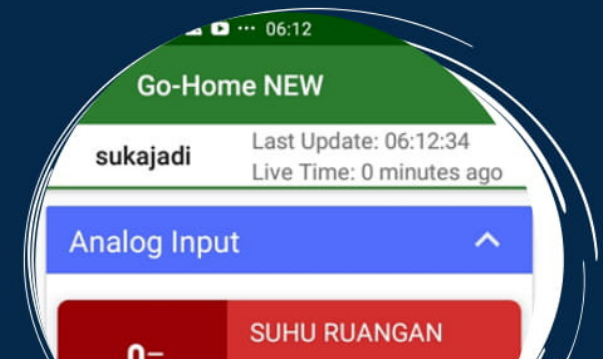 06:12
Go-Home NEW
sukajadi
Last Update: 06:12:34
Live Time: 0 minutes ago
Analog Input
SUHU RUANGAN